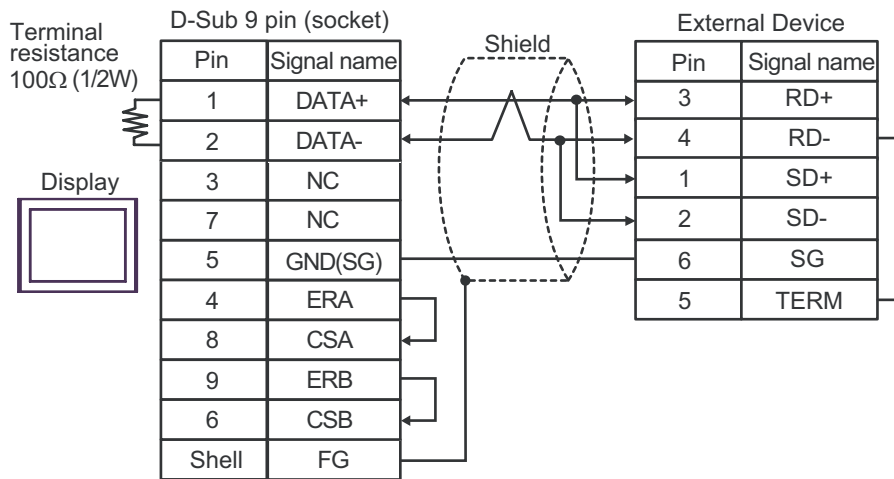 Terminal
resistance
100Ω (1/2W)
D-Sub 9 pin (socket)
Pin Signal name
1 DATA+
2 DATA-
3 NC
7 NC
5 GND(SG)
4 ERA
8 CSA
9 ERB
6 CSB
Shell FG
Display
Shield
External Device
Pin Signal name
3 RD+
4 RD-
1 SD+
2 SD-
6 SG
5 TERM